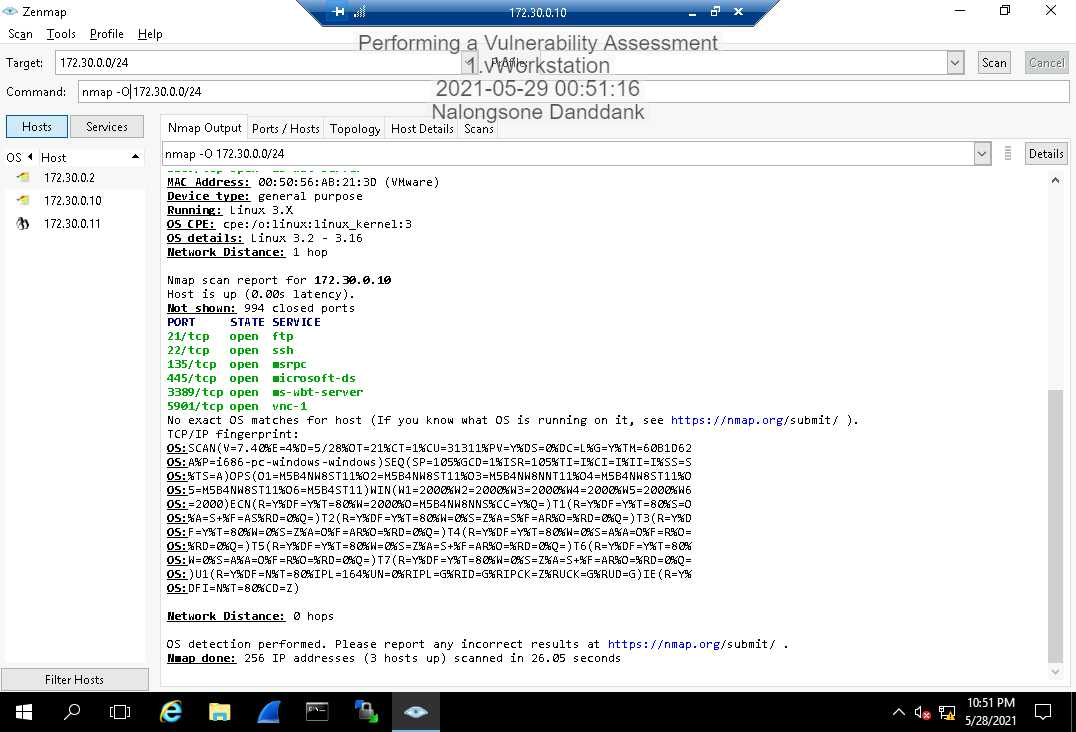 Zenmap
172.30.0.10
Scan Tools Profile Help
Performing a Vulnerability Assessment
Target: 172.30.0.0/24 Profile: Scan Cancel
1. vWorkstation
Command: nmap -O 172.30.0.0/24
2021-05-29 00:51:16
Nalongsone Danddank
Hosts Services
Nmap Output Ports / Hosts Topology Host Details Scans
OS Host
nmap -O 172.30.0.0/24 Details
172.30.0.2
172.30.0.10
172.30.0.11
MAC Address: 00:50:56:AB:21:3D (VMware)
Device type: general purpose
Running: Linux 3.X
OS CPE: cpe:/o:linux:linux_kernel:3
OS details: Linux 3.2 - 3.16
Network Distance: 1 hop
Nmap scan report for 172.30.0.10
Host is up (0.00s latency).
Not shown: 994 closed ports
PORT STATE SERVICE
21/tcp open ftp
22/tcp open ssh
135/tcp open msrpc
445/tcp open microsoft-ds
3389/tcp open ms-wbt-server
5901/tcp open vnc-1
No exact OS matches for host (If you know what OS is running on it, see https://nmap.org/submit/ ).
TCP/IP fingerprint:
OS:SCAN(V=7.40%E=4%D=5/28%OT=21%CT=1%CU=31311%PV=Y%DS=0%DC=L%G=Y%TM=60B1D62
OS:A%P=i686-pc-windows-windows)SEQ(SP=105%GCD=1%ISR=105%TI=I%CI=I%II=I%SS=S
OS:%TS=A)OPS(O1=M5B4NW8ST11%O2=M5B4NW8ST11%O3=M5B4NW8NNT11%O4=M5B4NW8ST11%O
OS:5=M5B4NW8ST11%O6=M5B4ST11)WIN(W1=2000%W2=2000%W3=2000%W4=2000%W5=2000%W6
OS:=2000)ECN(R=Y%DF=Y%T=80%W=2000%O=M5B4NW8NNS%CC=Y%Q=)T1(R=Y%DF=Y%T=80%S=O
OS:%A=S+%F=AS%RD=0%Q=)T2(R=Y%DF=Y%T=80%W=0%S=Z%A=S%F=AR%O=%RD=0%Q=)T3(R=Y%D
OS:F=Y%T=80%W=0%S=Z%A=O%F=AR%O=%RD=0%Q=)T4(R=Y%DF=Y%T=80%W=0%S=A%A=O%F=R%O=
OS:%RD=0%Q=)T5(R=Y%DF=Y%T=80%W=0%S=Z%A=S+%F=AR%O=%RD=0%Q=)T6(R=Y%DF=Y%T=80%
OS:W=0%S=A%A=O%F=R%O=%RD=0%Q=)T7(R=Y%DF=Y%T=80%W=0%S=Z%A=S+%F=AR%O=%RD=0%Q=
OS:)U1(R=Y%DF=N%T=80%IPL=164%UN=0%RIPL=G%RID=G%RIPCK=Z%RUCK=G%RUD=G)IE(R=Y%
OS:DFI=N%T=80%CD=Z)
Network Distance: 0 hops
OS detection performed. Please report any incorrect results at https://nmap.org/submit/ .
Nmap done: 256 IP addresses (3 hosts up) scanned in 26.05 seconds
Filter Hosts
10:51 PM
5/28/2021